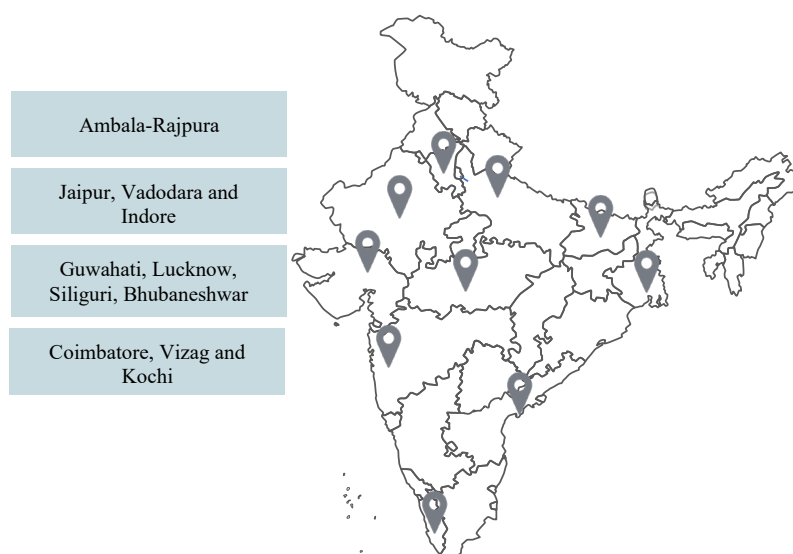 Ambala-Rajpura
Jaipur, Vadodara and
Indore
Guwahati, Lucknow,
Siliguri, Bhubaneshwar
Coimbatore, Vizag and
Kochi